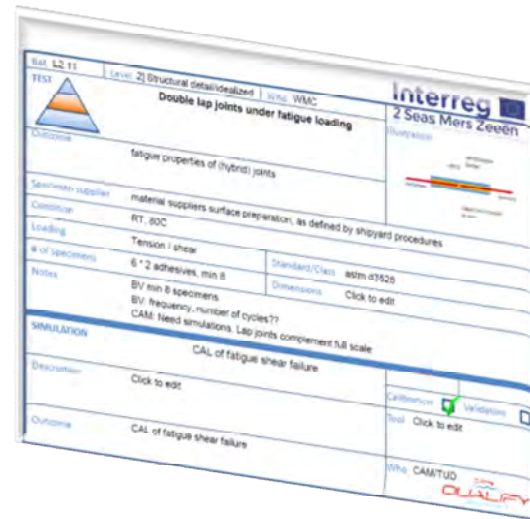 Ref. L2.11
Level 2] Structural detail/idealized
Who WMC
Interreg
2 Seas Mers Zeeën
TEST
Double lap joints under fatigue loading
Illustration
Outcome
fatigue properties of (hybrid) joints
Specimen supplier
material suppliers surface preparation, as defined by shipyard procedures
Condition
RT, 80C
Loading
Tension / shear
Standard/Class astm d3528
# of specimens
6 * 2 adhesives, min 8
Dimensions Click to edit
Notes
BV min 8 specimens
BV: frequency, number of cycles??
CAM: Need simulations. Lap joints complement full scale
SIMULATION
CAL of fatigue shear failure
Calibration
Validation
Description
Click to edit
Tool Click to edit
Outcome
CAL of fatigue shear failure
Who CAM/TUD
QUALIFY